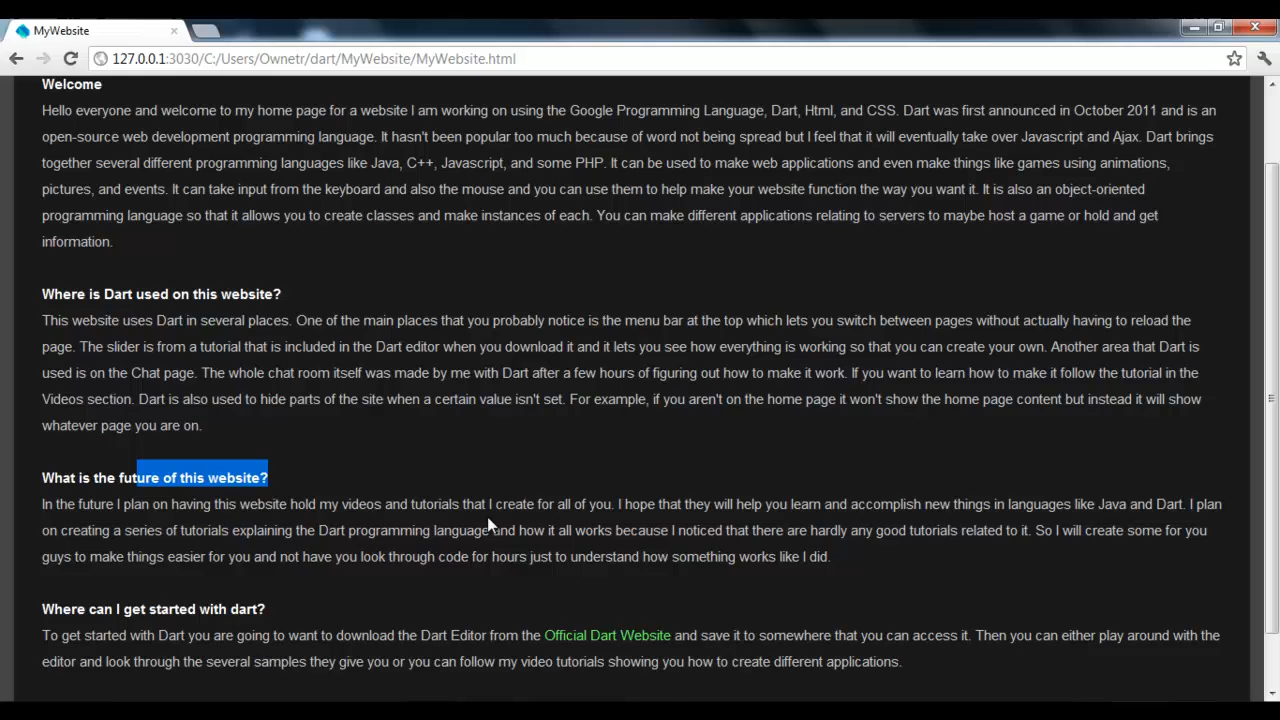 MyWebsite
127.0.0.1:3030/C:/Users/Ownetr/dart/MyWebsite/MyWebsite.html
Welcome
Hello everyone and welcome to my home page for a website I am working on using the Google Programming Language, Dart, Html, and CSS. Dart was first announced in October 2011 and is an
open-source web development programming language. It hasn't been popular too much because of word not being spread but I feel that it will eventually take over Javascript and Ajax. Dart brings
together several different programming languages like Java, C++, Javascript, and some PHP. It can be used to make web applications and even make things like games using animations,
pictures, and events. It can take input from the keyboard and also the mouse and you can use them to help make your website function the way you want it. It is also an object-oriented
programming language so that it allows you to create classes and make instances of each. You can make different applications relating to servers to maybe host a game or hold and get
information.
Where is Dart used on this website?
This website uses Dart in several places. One of the main places that you probably notice is the menu bar at the top which lets you switch between pages without actually having to reload the
page. The slider is from a tutorial that is included in the Dart editor when you download it and it lets you see how everything is working so that you can create your own. Another area that Dart is
used is on the Chat page. The whole chat room itself was made by me with Dart after a few hours of figuring out how to make it work. If you want to learn how to make it follow the tutorial in the
Videos section. Dart is also used to hide parts of the site when a certain value isn't set. For example, if you aren't on the home page it won't show the home page content but instead it will show
whatever page you are on.
What is the future of this website?
In the future I plan on having this website hold my videos and tutorials that I create for all of you. I hope that they will help you learn and accomplish new things in languages like Java and Dart. I plan
on creating a series of tutorials explaining the Dart programming language and how it all works because I noticed that there are hardly any good tutorials related to it. So I will create some for you
guys to make things easier for you and not have you look through code for hours just to understand how something works like I did.
Where can I get started with dart?
To get started with Dart you are going to want to download the Dart Editor from the Official Dart Website and save it to somewhere that you can access it. Then you can either play around with the
editor and look through the several samples they give you or you can follow my video tutorials showing you how to create different applications.